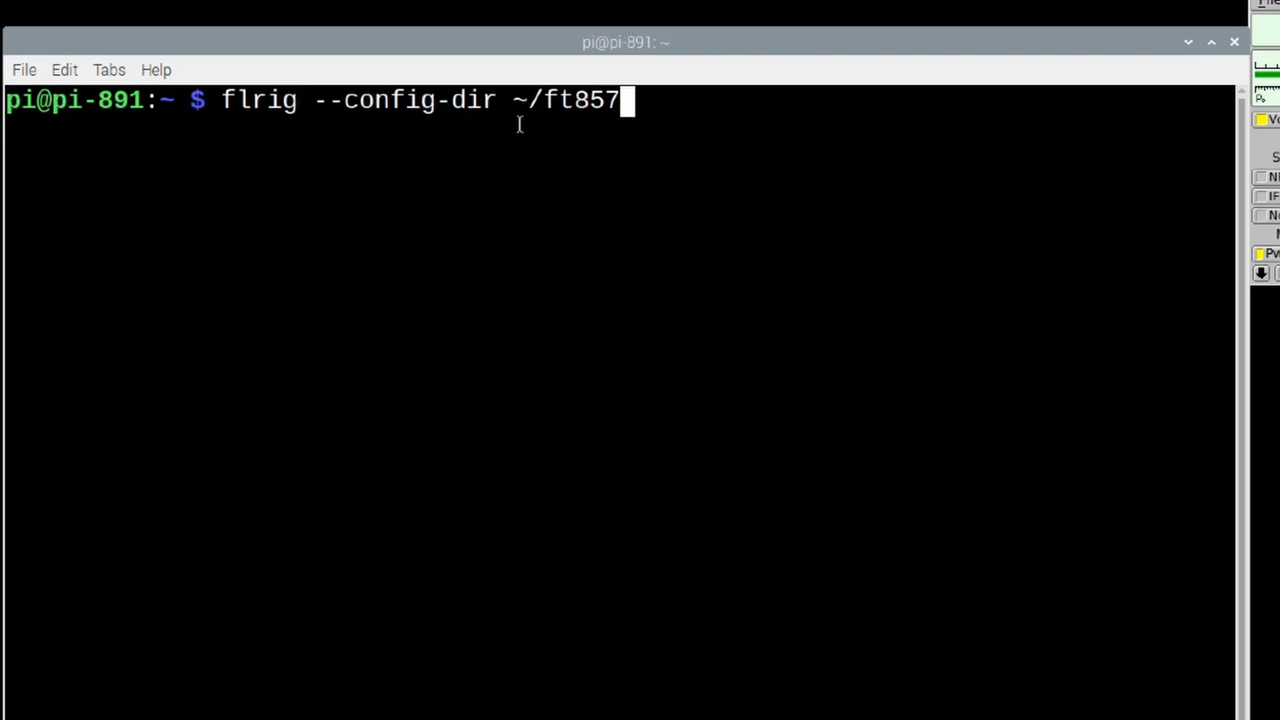 pi@pi-891: ~
File Edit Tabs Help
pi@pi-891:~ $ flrig --config-dir ~/ft857